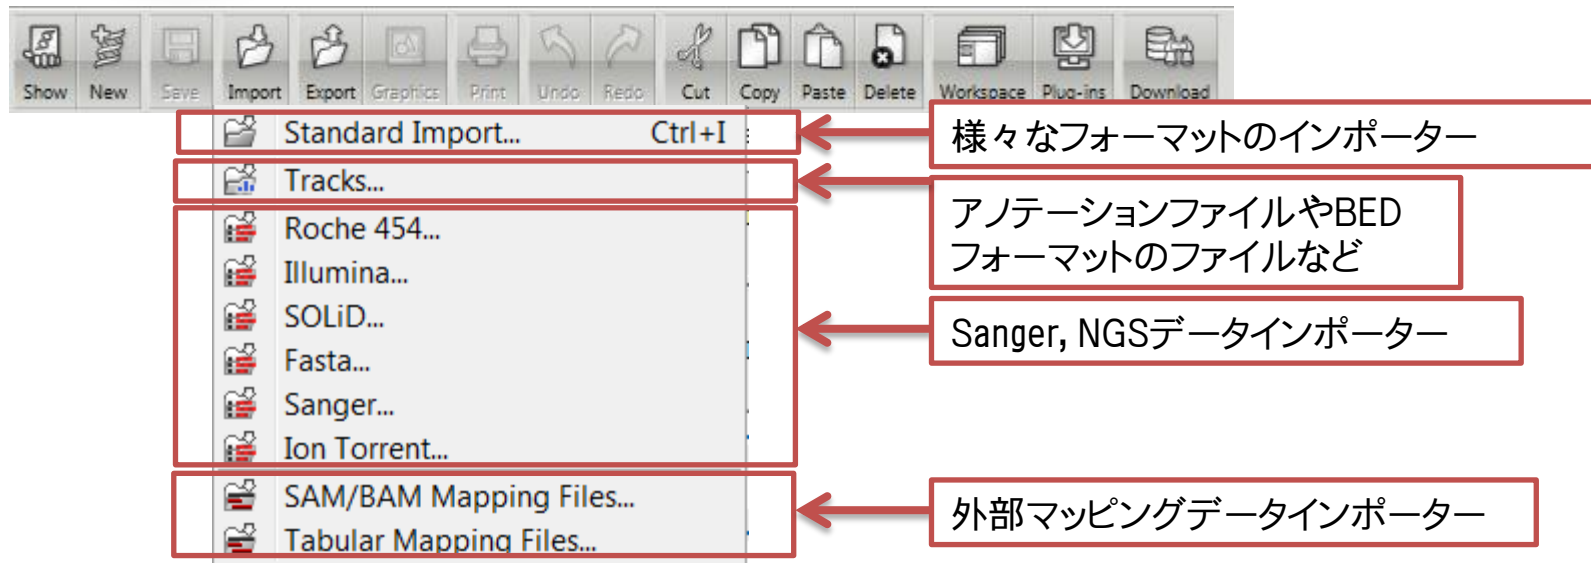 Show New Save Import Export Graphics Print Undo Redo Cut Copy Paste Delete Workspace Plug-ins Download
Standard Import... Ctrl+I
様々なフォーマットのインポーター
Tracks...
アノテーションファイルやBED
フォーマットのファイルなど
Roche 454...
Illumina...
SOLiD...
Fasta...
Sanger...
Ion Torrent...
Sanger, NGSデータインポーター
SAM/BAM Mapping Files...
Tabular Mapping Files...
外部マッピングデータインポーター